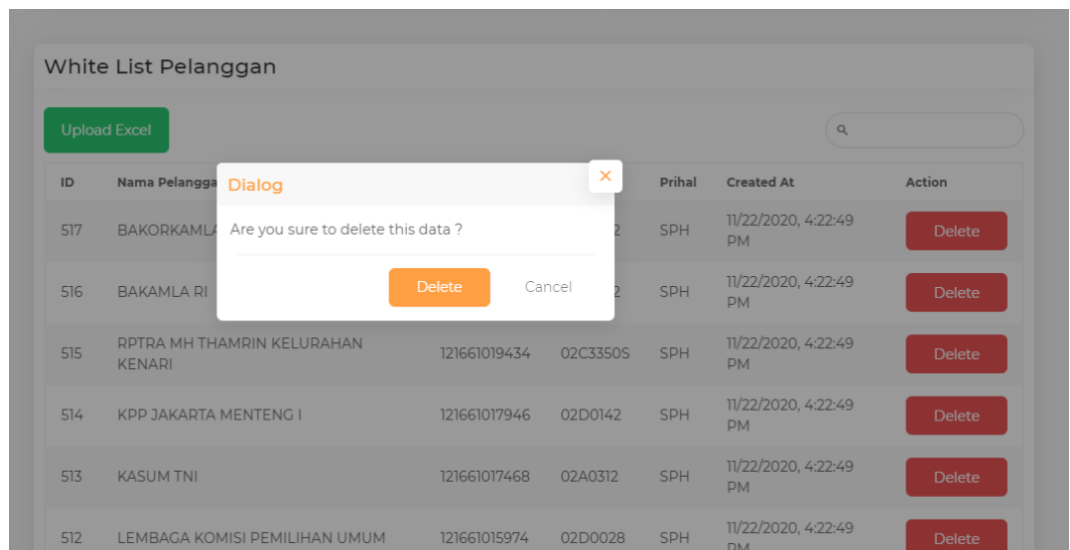 White List Pelanggan
Upload Excel
ID Nama Pelangga Prihal Created At Action
Dialog
Are you sure to delete this data ?
Delete Cancel
517 BAKORKAMLA 2 SPH 11/22/2020, 4:22:49 Delete
PM
516 BAKAMLA RI 2 SPH 11/22/2020, 4:22:49 Delete
PM
515 RPTRA MH THAMRIN KELURAHAN 121661019434 02C3350S SPH 11/22/2020, 4:22:49 Delete
KENARI PM
514 KPP JAKARTA MENTENG I 121661017946 02D0142 SPH 11/22/2020, 4:22:49 Delete
PM
513 KASUM TNI 121661017468 02A0312 SPH 11/22/2020, 4:22:49 Delete
PM
512 LEMBAGA KOMISI PEMILIHAN UMUM 121661015974 02D0028 SPH 11/22/2020, 4:22:49 Delete
PM